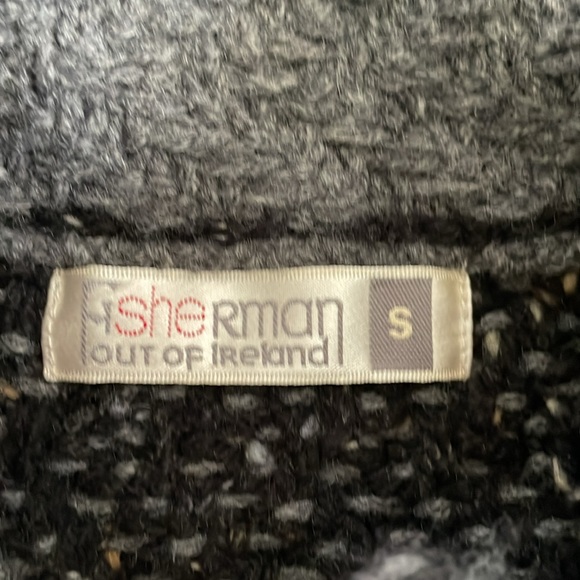 Fisherman S
OUT OF IReland